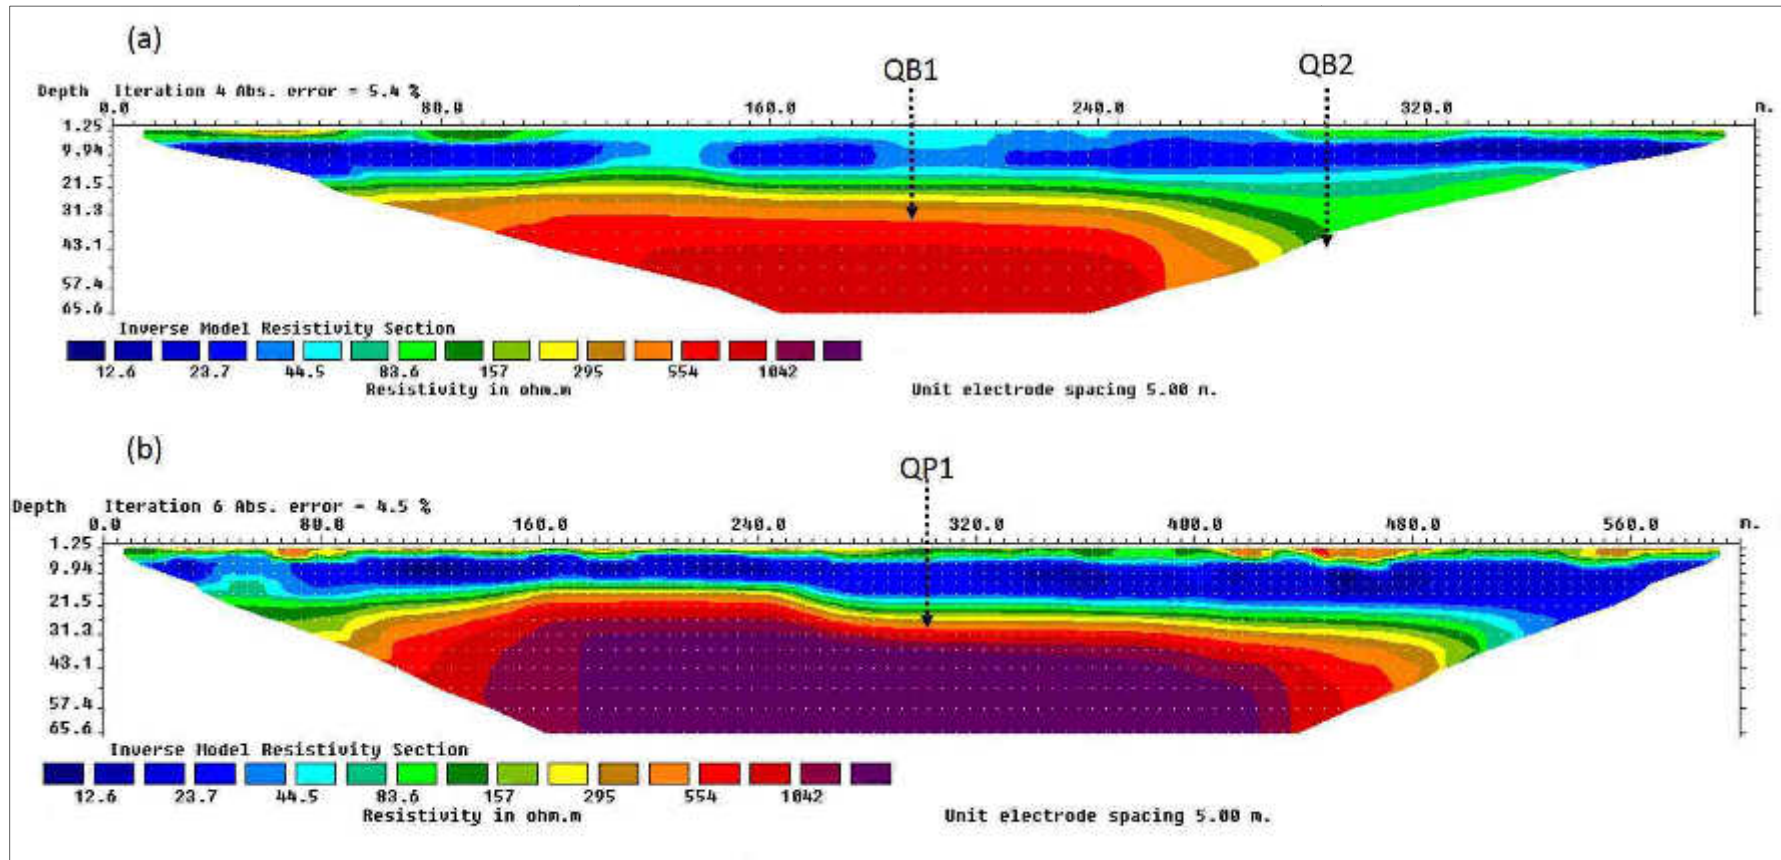 (a)
QB1
QB2
Depth Iteration 4 Abs. error = 5.4 %
0.0 80.0 160.0 240.0 320.0 m.
1.25
9.94
21.5
31.3
43.1
57.4
65.6
Inverse Model Resistivity Section
12.6 23.7 44.5 83.6 157 295 554 1042
Resistivity in ohm.m
Unit electrode spacing 5.00 m.
(b)
QP1
Depth Iteration 6 Abs. error = 4.5 %
0.0 80.0 160.0 240.0 320.0 400.0 480.0 560.0 m.
1.25
9.94
21.5
31.3
43.1
57.4
65.6
Inverse Model Resistivity Section
12.6 23.7 44.5 83.6 157 295 554 1042
Resistivity in ohm.m
Unit electrode spacing 5.00 m.